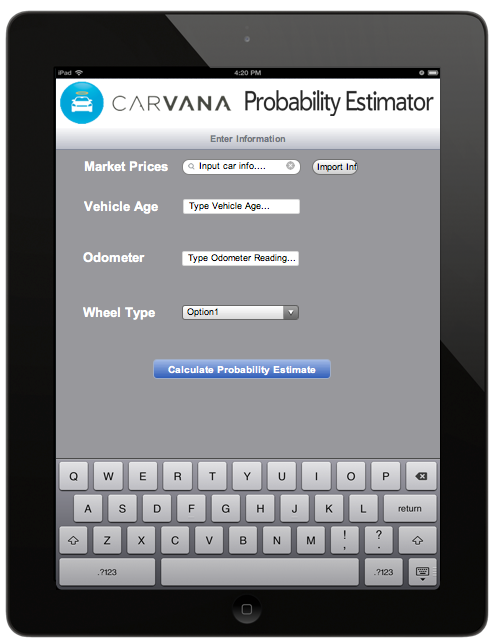 iPad 4:20 PM
CARVANA Probability Estimator
Enter Information
Market Prices Input car info.... Import Inf
Vehicle Age Type Vehicle Age...
Odometer Type Odometer Reading...
Wheel Type Option1
Calculate Probability Estimate
Q W E R T Y U I O P
A S D F G H J K L return
Z X C V B N M ! , ? .
.?123 .?123